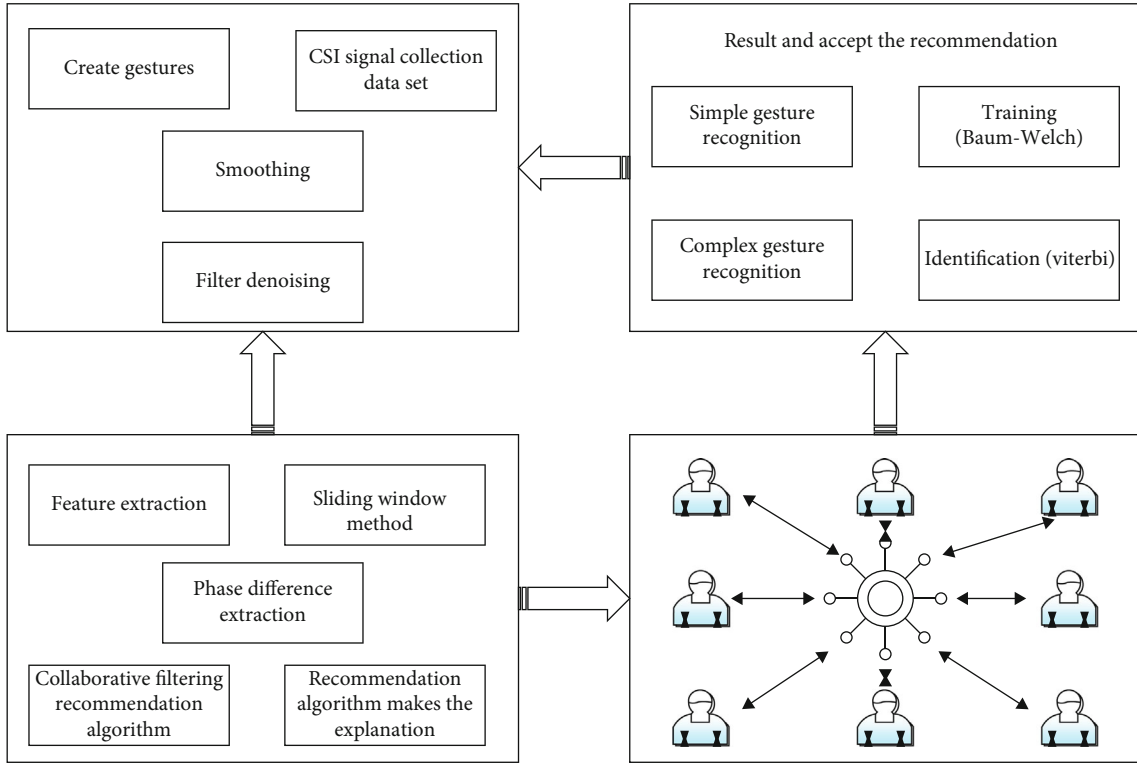 Create gestures
CSI signal collection
data set
Smoothing
Filter denoising
Result and accept the recommendation
Simple gesture
recognition
Training
(Baum-Welch)
Complex gesture
recognition
Identification (viterbi)
Feature extraction
Sliding window
method
Phase difference
extraction
Collaborative filtering
recommendation
algorithm
Recommendation
algorithm makes the
explanation